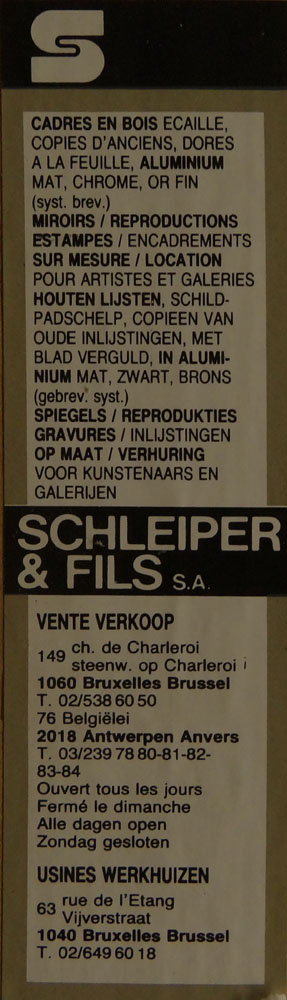 S
CADRES EN BOIS ECAILLE,
COPIES D'ANCIENS, DORES
A LA FEUILLE, ALUMINIUM
MAT, CHROME, OR FIN
(syst. brev.)
MIROIRS / REPRODUCTIONS
ESTAMPES / ENCADREMENTS
SUR MESURE / LOCATION
POUR ARTISTES ET GALERIES
HOUTEN LIJSTEN, SCHILD-
PADSCHELP, COPIEEN VAN
OUDE INLIJSTINGEN, MET
BLAD VERGULD, IN ALUMI-
NIUM MAT, ZWART, BRONS
(gebrev. syst.)
SPIEGELS / REPRODUKTIES
GRAVURES / INLIJSTINGEN
OP MAAT / VERHURING
VOOR KUNSTENAARS EN
GALERIJEN
SCHLEIPER
& FILS S.A.
VENTE VERKOOP
149 ch. de Charleroi
steenw. op Charleroi
1060 Bruxelles Brussel
T. 02/538 60 50
76 Belgiëlei
2018 Antwerpen Anvers
T. 03/239 78 80-81-82-
83-84
Ouvert tous les jours
Fermé le dimanche
Alle dagen open
Zondag gesloten
USINES WERKHUIZEN
63 rue de l'Etang
Vijverstraat
1040 Bruxelles Brussel
T. 02/649 60 18